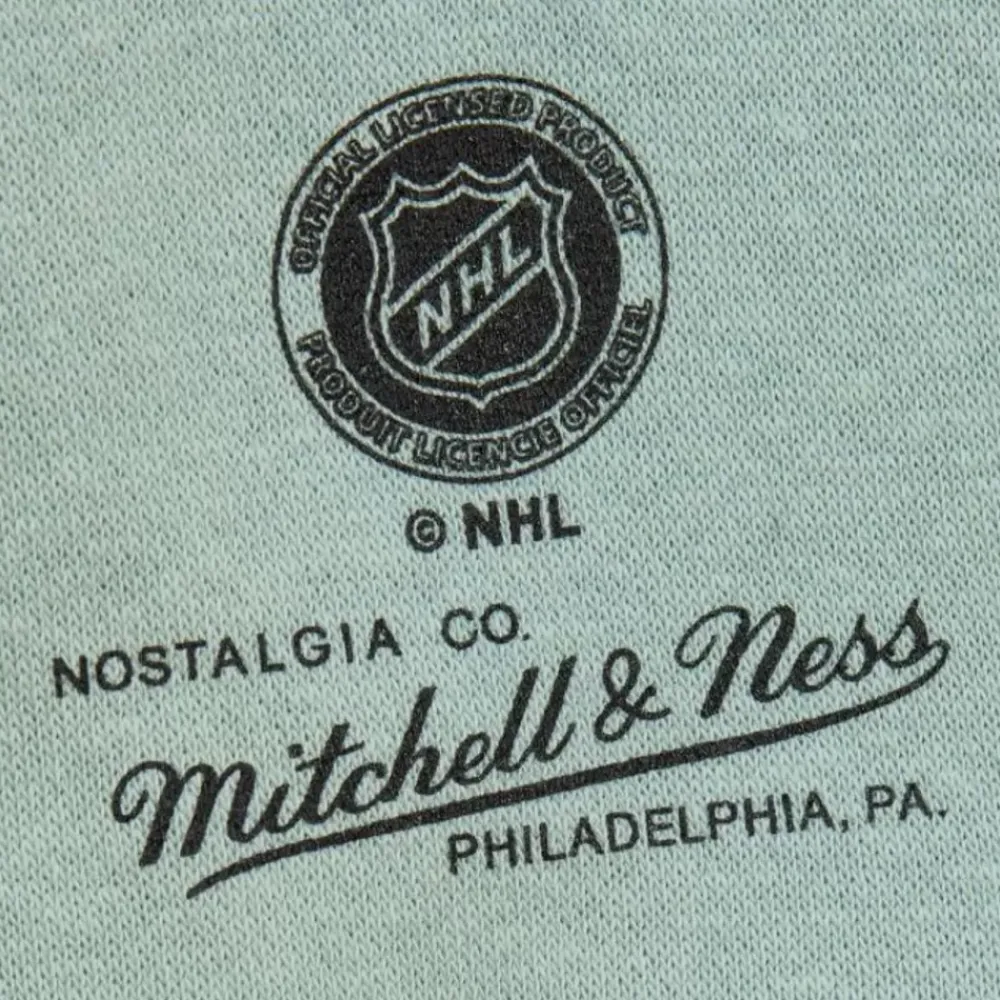 OFFICIAL LICENSED PRODUCT
NHL
PRODUIT LICENCIE OFFICIEL
© NHL
NOSTALGIA CO.
Mitchell & Ness
PHILADELPHIA, PA.